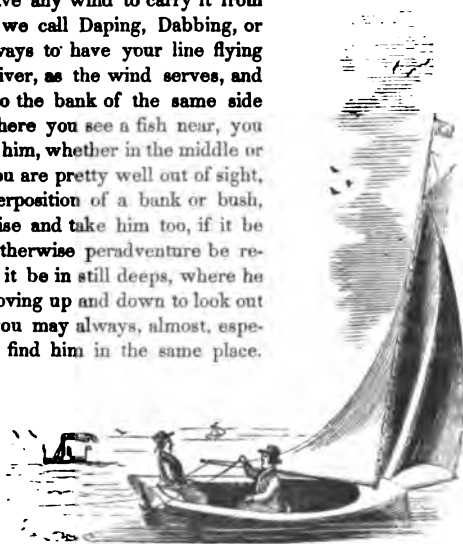 ve any wind to carry it from
we call Daping, Dabbing, or
ways to have your line flying
iver, as the wind serves, and
o the bank of the same side
here you see a fish near, you
him, whether in the middle or
ou are pretty well out of sight,
erposition of a bank or bush,
ise and take him too, if it be
therwise peradventure be re-
it be in still deeps, where he
oving up and down to look out
you may always, almost, espe-
find him in the same place.